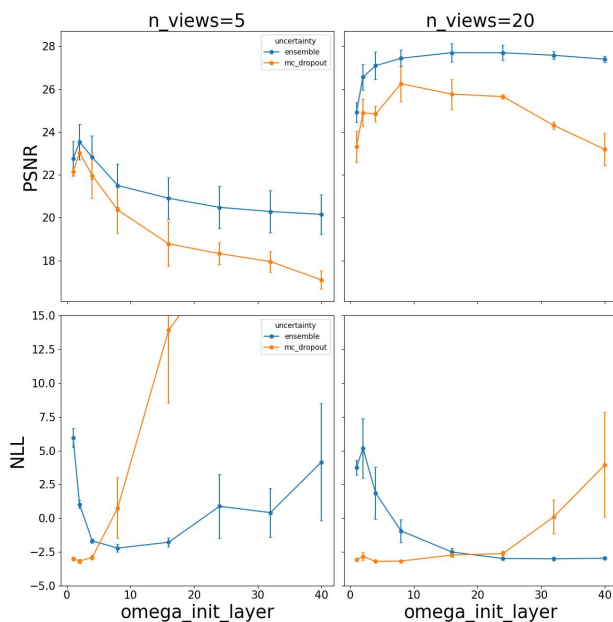 n_views=5
n_views=20
PSNR
28
26
24
22
20
18
uncertainty
ensemble
mc_dropout
NLL
15.0
12.5
10.0
7.5
5.0
2.5
0.0
−2.5
−5.0
uncertainty
ensemble
mc_dropout
0 10 20 30 40
0 10 20 30 40
omega_init_layer
omega_init_layer